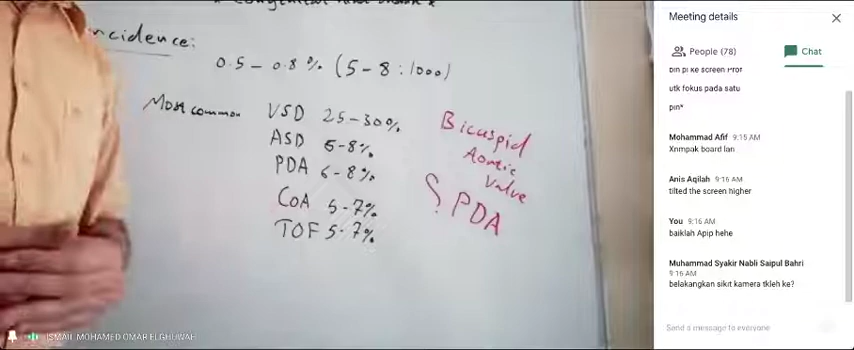 Incidence:
0.5 - 0.8 % (5 - 8 : 1000)
Most common VSD 25-30%
ASD 6-8%
PDA 6-8%
CoA 5-7%
TOF 5-7%
Bicuspid
Aortic
Valve
? PDA
ISMAIL MOHAMED OMAR ELGHUWAEL
Meeting details
People (78)
Chat
bin pi ke screen Prof
utk fokus pada satu
pin*
Mohammad Afif 9:15 AM
Xnmpak board lan
Anis Aqilah 9:16 AM
tilted the screen higher
You 9:16 AM
baiklah Apip hehe
Muhammad Syakir Nabli Saipul Bahri
9:16 AM
belakangkan sikit kamera tkleh ke?
Send a message to everyone